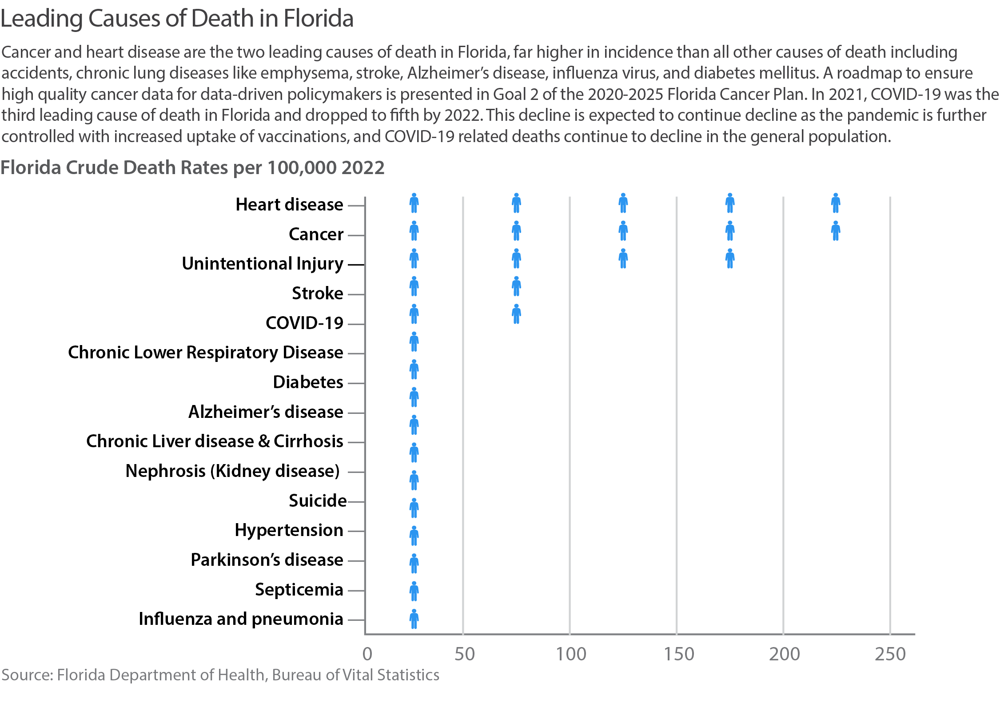 Leading Causes of Death in Florida
Cancer and heart disease are the two leading causes of death in Florida, far higher in incidence than all other causes of death including
accidents, chronic lung diseases like emphysema, stroke, Alzheimer’s disease, influenza virus, and diabetes mellitus. A roadmap to ensure
high quality cancer data for data-driven policymakers is presented in Goal 2 of the 2020-2025 Florida Cancer Plan. In 2021, COVID-19 was the
third leading cause of death in Florida and dropped to fifth by 2022. This decline is expected to continue decline as the pandemic is further
controlled with increased uptake of vaccinations, and COVID-19 related deaths continue to decline in the general population.
Florida Crude Death Rates per 100,000 2022
Heart disease
Cancer
Unintentional Injury
Stroke
COVID-19
Chronic Lower Respiratory Disease
Diabetes
Alzheimer’s disease
Chronic Liver disease & Cirrhosis
Nephrosis (Kidney disease)
Suicide
Hypertension
Parkinson’s disease
Septicemia
Influenza and pneumonia
0 50 100 150 200 250
Source: Florida Department of Health, Bureau of Vital Statistics